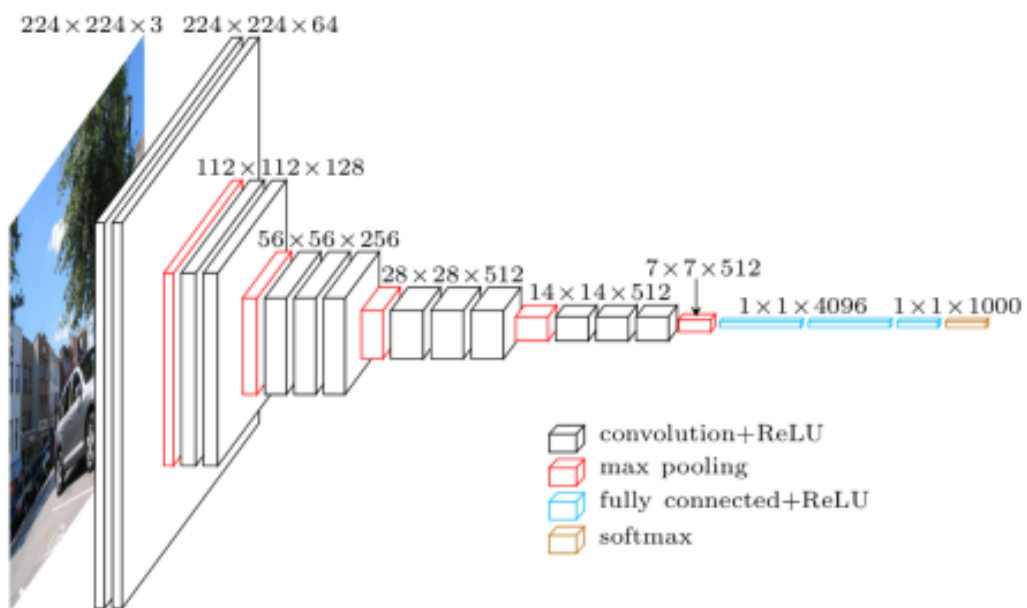 224×224×3
224×224×64
112×112×128
56×56×256
28×28×512
14×14×512
7×7×512
1×1×4096
1×1×1000
convolution+ReLU
max pooling
fully connected+ReLU
softmax